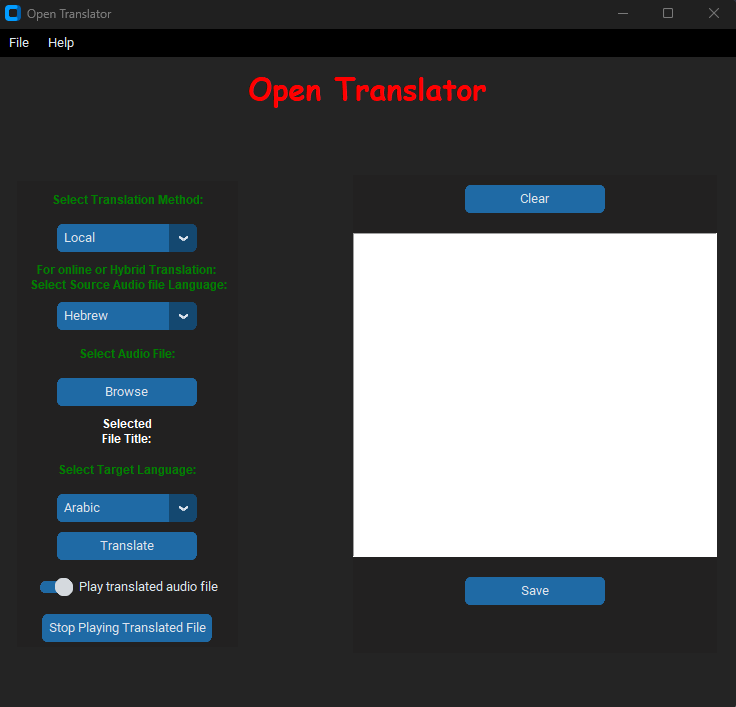 Open Translator
File Help
Open Translator
Select Translation Method:
Local
For online or Hybrid Translation:
Select Source Audio file Language:
Hebrew
Select Audio File:
Browse
Selected
File Title:
Select Target Language:
Arabic
Translate
Play translated audio file
Stop Playing Translated File
Clear
Save